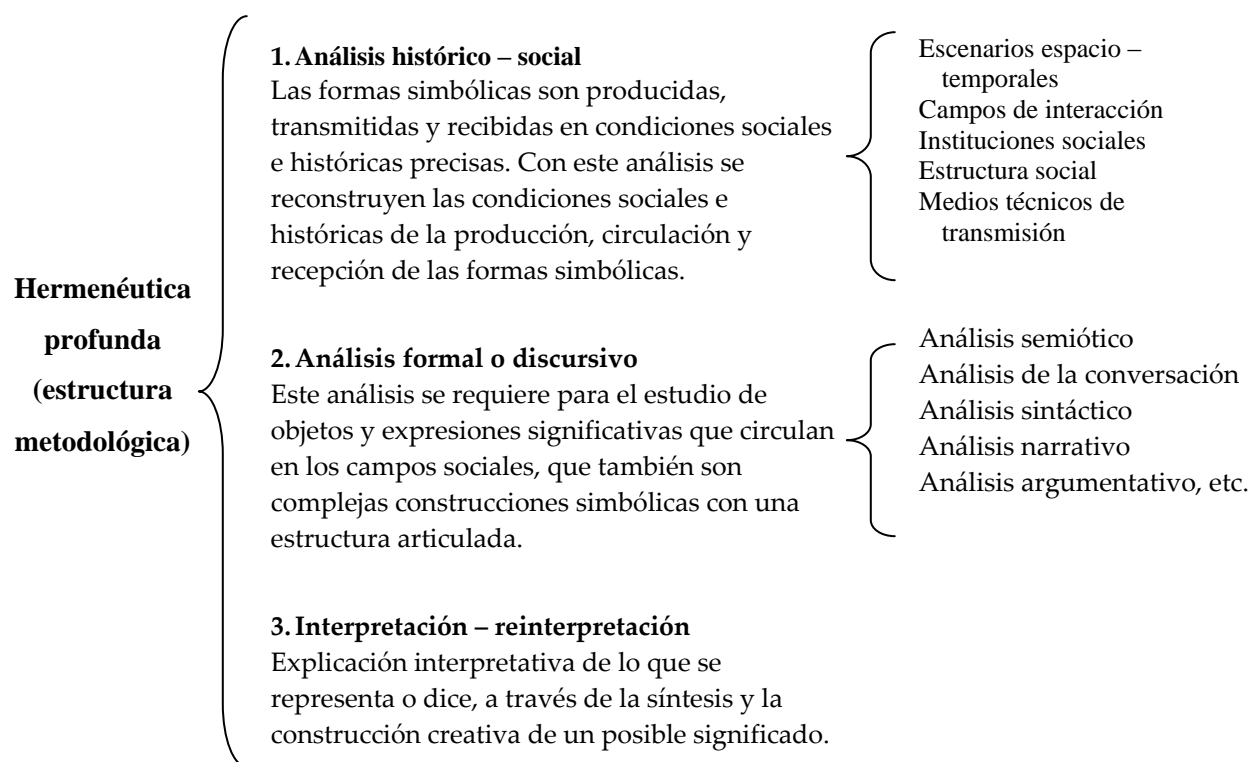 Hermenéutica
profunda
(estructura
metodológica)
1. Análisis histórico – social
Las formas simbólicas son producidas,
transmitidas y recibidas en condiciones sociales
e históricas precisas. Con este análisis se
reconstruyen las condiciones sociales e
históricas de la producción, circulación y
recepción de las formas simbólicas.
Escenarios espacio –
temporales
Campos de interacción
Instituciones sociales
Estructura social
Medios técnicos de
transmisión
2. Análisis formal o discursivo
Este análisis se requiere para el estudio de
objetos y expresiones significativas que circulan
en los campos sociales, que también son
complejas construcciones simbólicas con una
estructura articulada.
Análisis semiótico
Análisis de la conversación
Análisis sintáctico
Análisis narrativo
Análisis argumentativo, etc.
3. Interpretación – reinterpretación
Explicación interpretativa de lo que se
representa o dice, a través de la síntesis y la
construcción creativa de un posible significado.